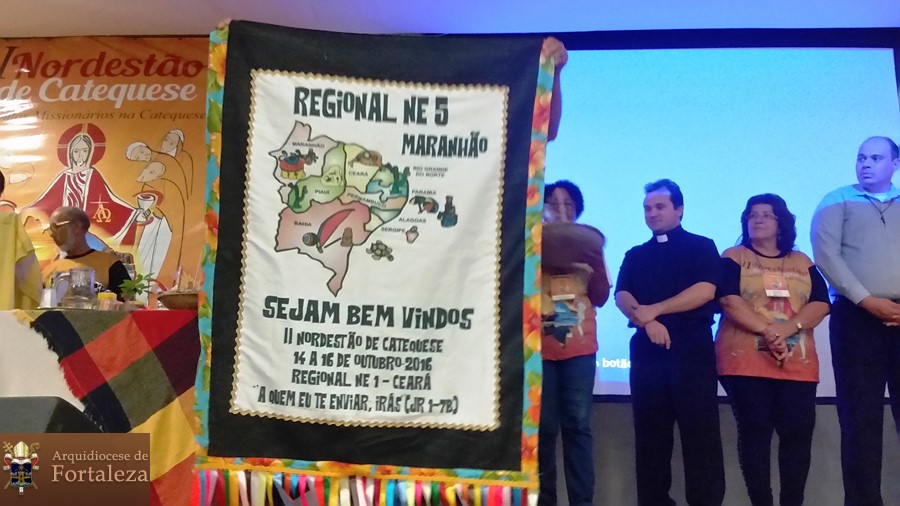 II Nordestão
de Catequese
Missionários na Catequese
REGIONAL NE 5
MARANHÃO
MARANHÃO
CEARÁ
RIO GRANDE
DO NORTE
PIAUÍ
PARAÍBA
PERNAMBUCO
ALAGOAS
BAHIA
SERGIPE
SEJAM BEM VINDOS
II NORDESTÃO DE CATEQUESE
14 A 16 DE OUTUBRO-2016
REGIONAL NE 1 - CEARÁ
"A QUEM EU TE ENVIAR, IRÁS (JR 1-7B)
botão
Arquidiocese de
Fortaleza